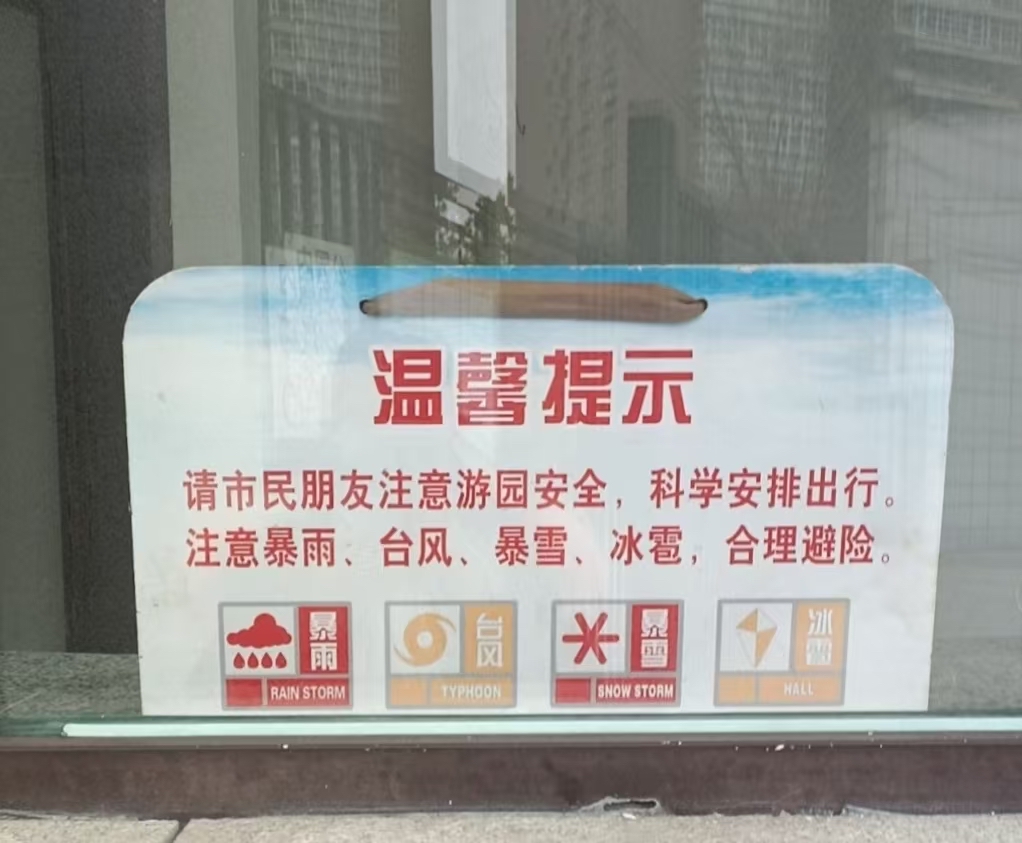 温馨提示
请市民朋友注意游园安全，科学安排出行。
注意暴雨、台风、暴雪、冰雹，合理避险。
暴雨
RAIN STORM
台风
TYPHOON
暴雪
SNOW STORM
冰雹
HALL